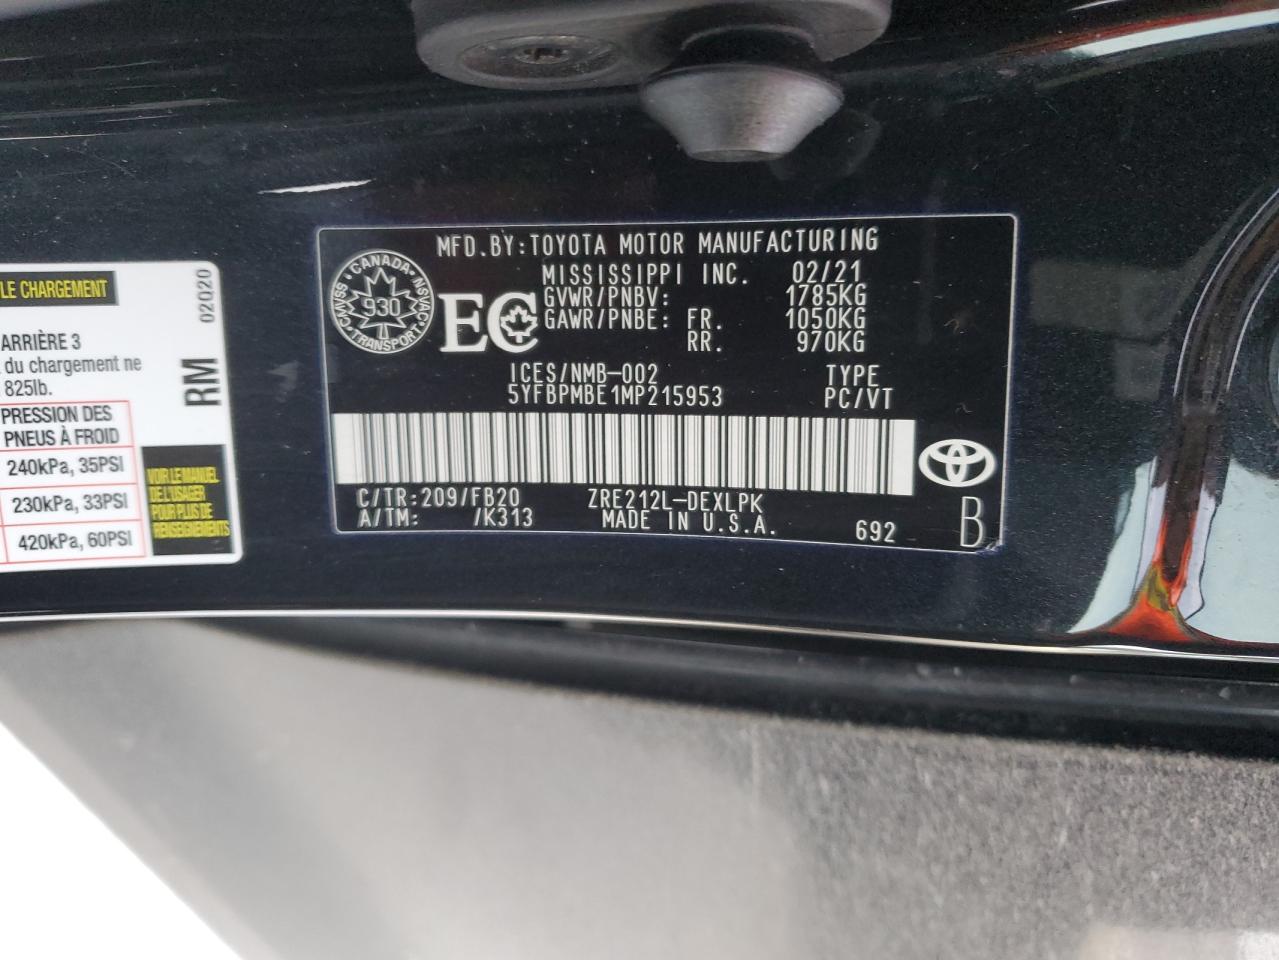 LE CHARGEMENT
02020
ARRIÈRE 3
du chargement ne
825lb.
RM
PRESSION DES
PNEUS À FROID
240kPa, 35PSI
230kPa, 33PSI
420kPa, 60PSI
VOIR LE MANUEL
DE L'USAGER
POUR PLUS DE
RENSEIGNEMENTS
CANADA
CMVSS
NSVAC
930
TRANSPORT
EC
MFD.BY:TOYOTA MOTOR MANUFACTURING
MISSISSIPPI INC. 02/21
GVWR/PNBV: 1785KG
GAWR/PNBE: FR. 1050KG
RR. 970KG
ICES/NMB-002 TYPE
5YFBPMBE1MP215953 PC/VT
C/TR:209/FB20 ZRE212L-DEXLPK
A/TM: /K313 MADE IN U.S.A. 692 B